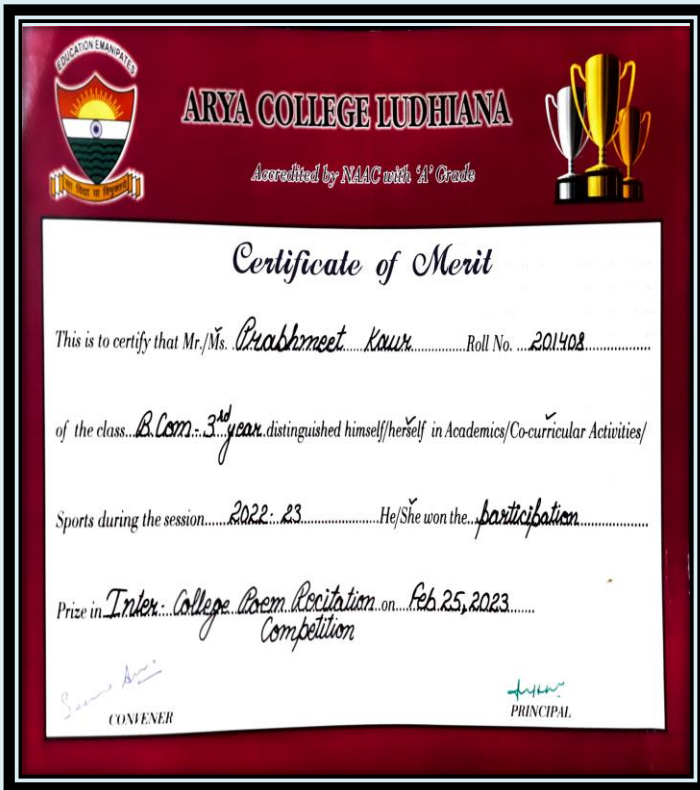 EDUCATION EMANIPATES
ARYA COLLEGE LUDHIANA
Accredited by NAAC with 'A' Grade
सा विद्या या विमुक्तये
Certificate of Merit
This is to certify that Mr./Ms. Prabhmeet Kaur Roll No. 201408
of the class B.Com. 3rd year distinguished himself/herself in Academics/Co-curricular Activities/
Sports during the session 2022-23 He/She won the participation
Prize in Inter-College Poem Recitation on Feb 25, 2023
Competition
CONVENER
PRINCIPAL